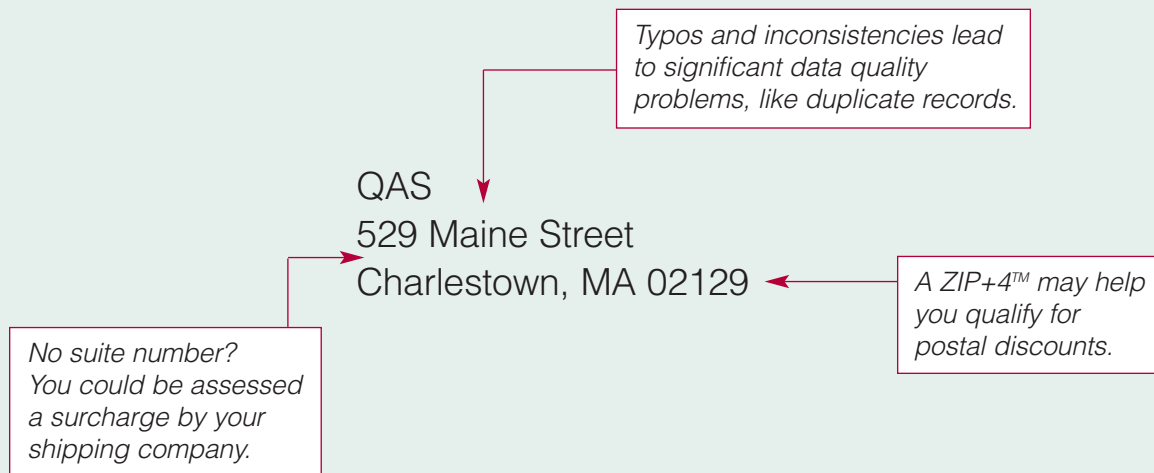 Typos and inconsistencies lead
to significant data quality
problems, like duplicate records.
QAS
529 Maine Street
Charlestown, MA 02129
A ZIP+4™ may help
you qualify for
postal discounts.
No suite number?
You could be assessed
a surcharge by your
shipping company.